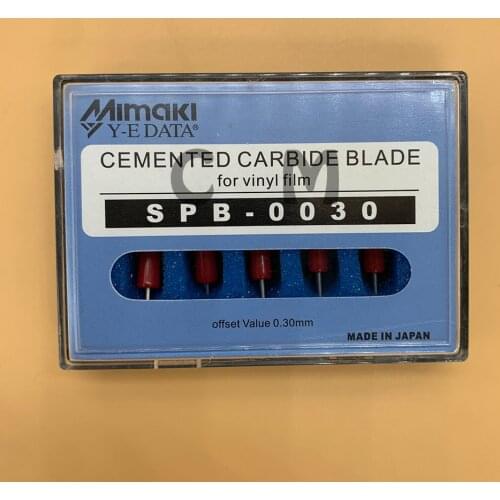 Mimaki
Y-E DATA®
CEMENTED CARBIDE BLADE
for vinyl film
SPB-0030
C M
offset Value 0.30mm
MADE IN JAPAN